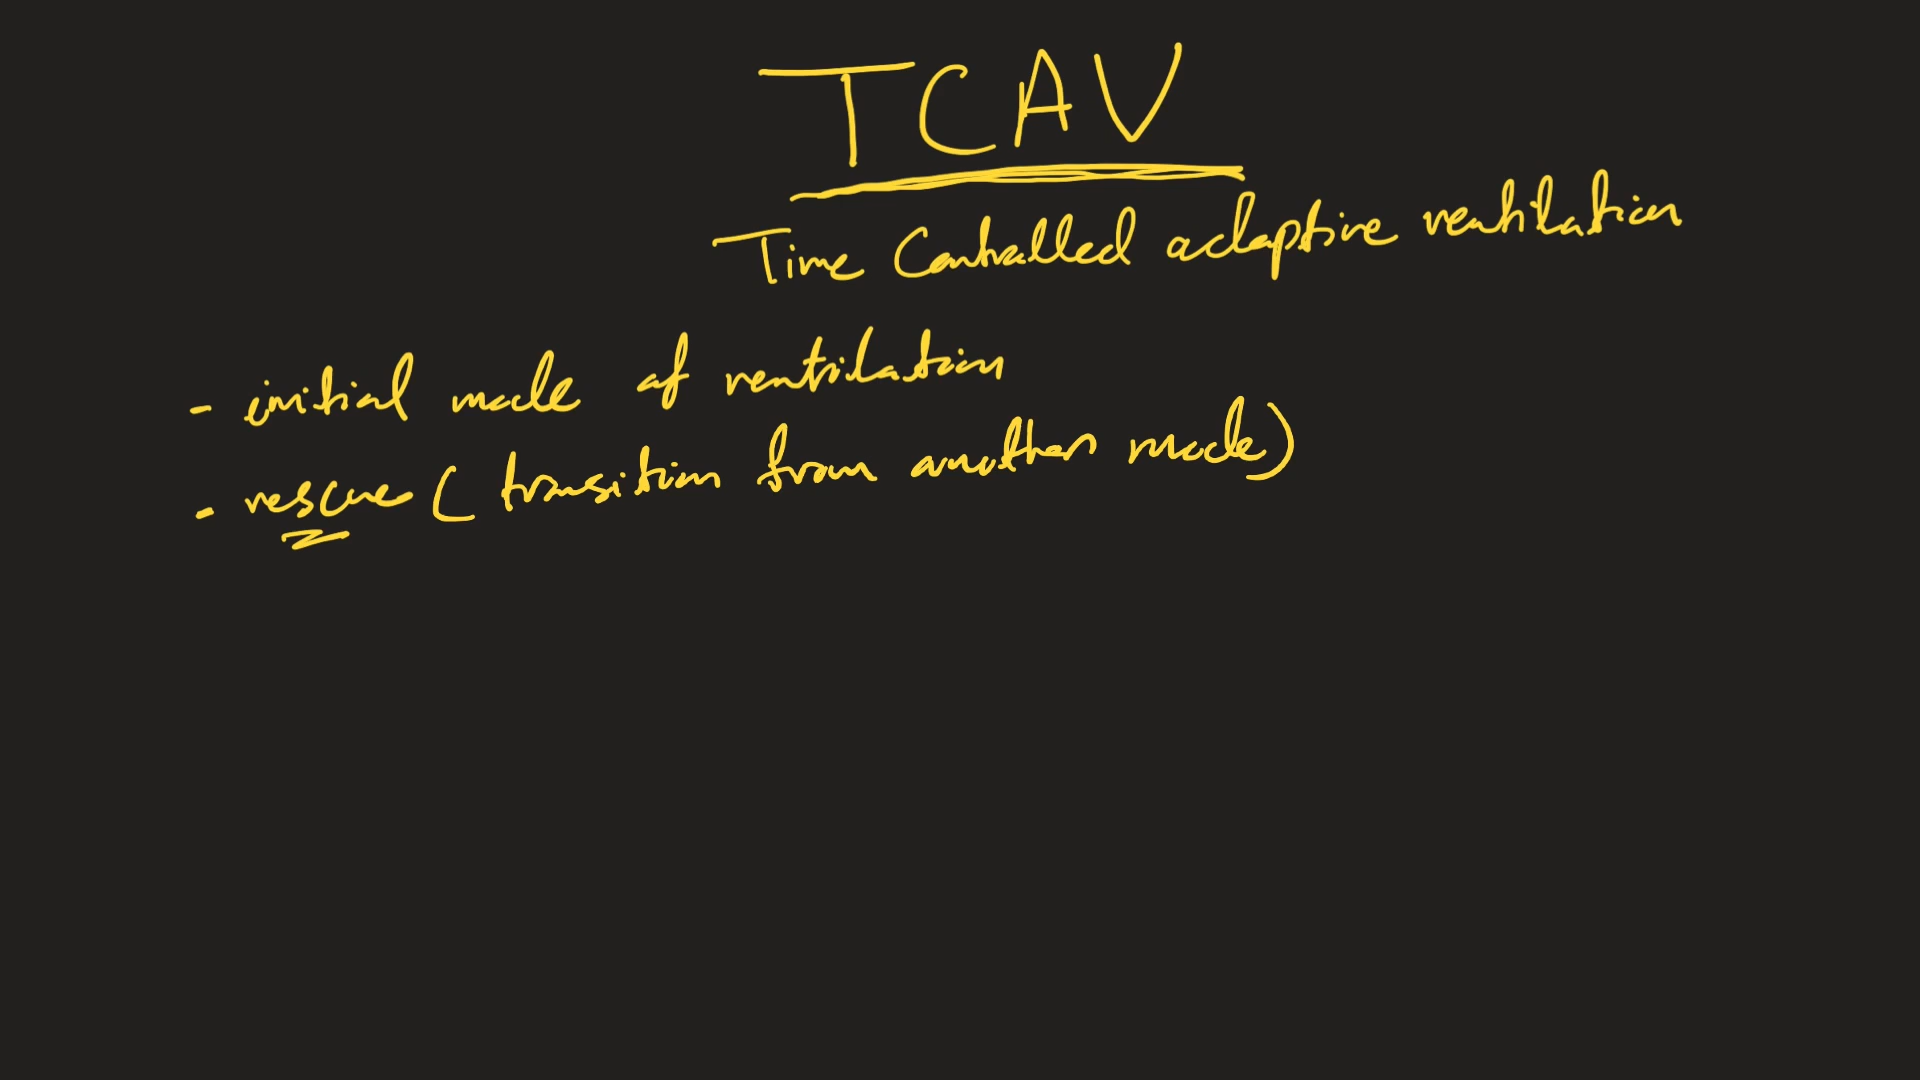 TCAV
Time Controlled adaptive ventilation
- initial mode of ventilation
- rescue ( transition from another mode)